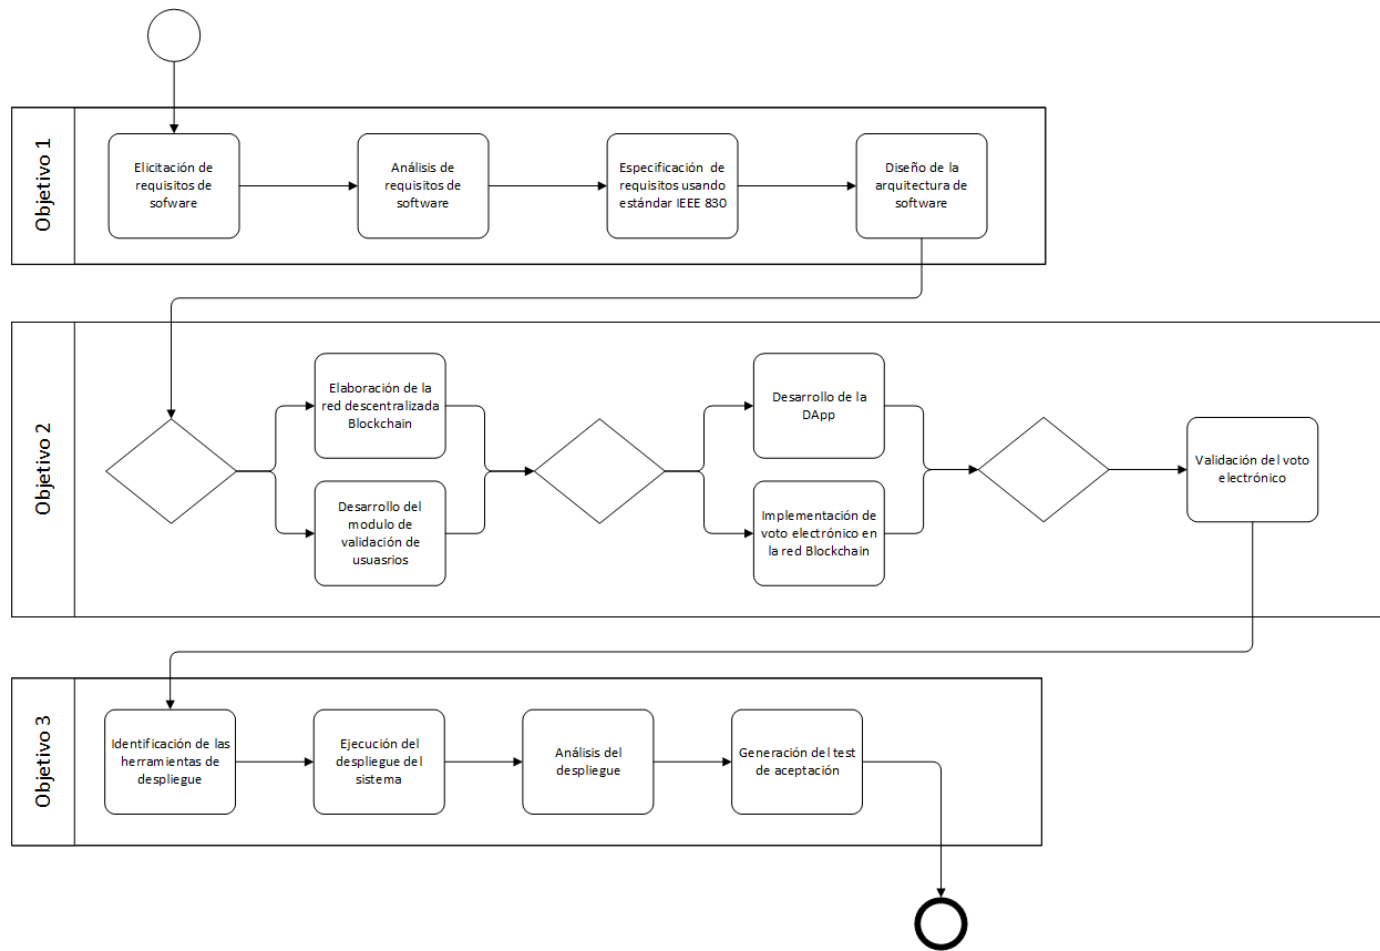 Objetivo 1
Elicitación de
requisitos de
sofware
Análisis de
requisitos de
software
Especificación de
requisitos usando
estándar IEEE 830
Diseño de la
arquitectura de
software
Objetivo 2
Elaboración de la
red descentralizada
Blockchain
Desarrollo del
modulo de
validación de
usuasrios
Desarrollo de la
DApp
Implementación de
voto electrónico en
la red Blockchain
Validación del voto
electrónico
Objetivo 3
Identificación de las
herramientas de
despliegue
Ejecución del
despliegue del
sistema
Análisis del
despliegue
Generación del test
de aceptación